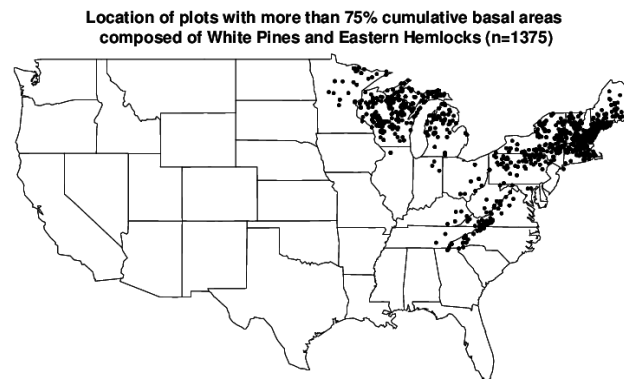 Location of plots with more than 75% cumulative basal areas
composed of White Pines and Eastern Hemlocks (n=1375)